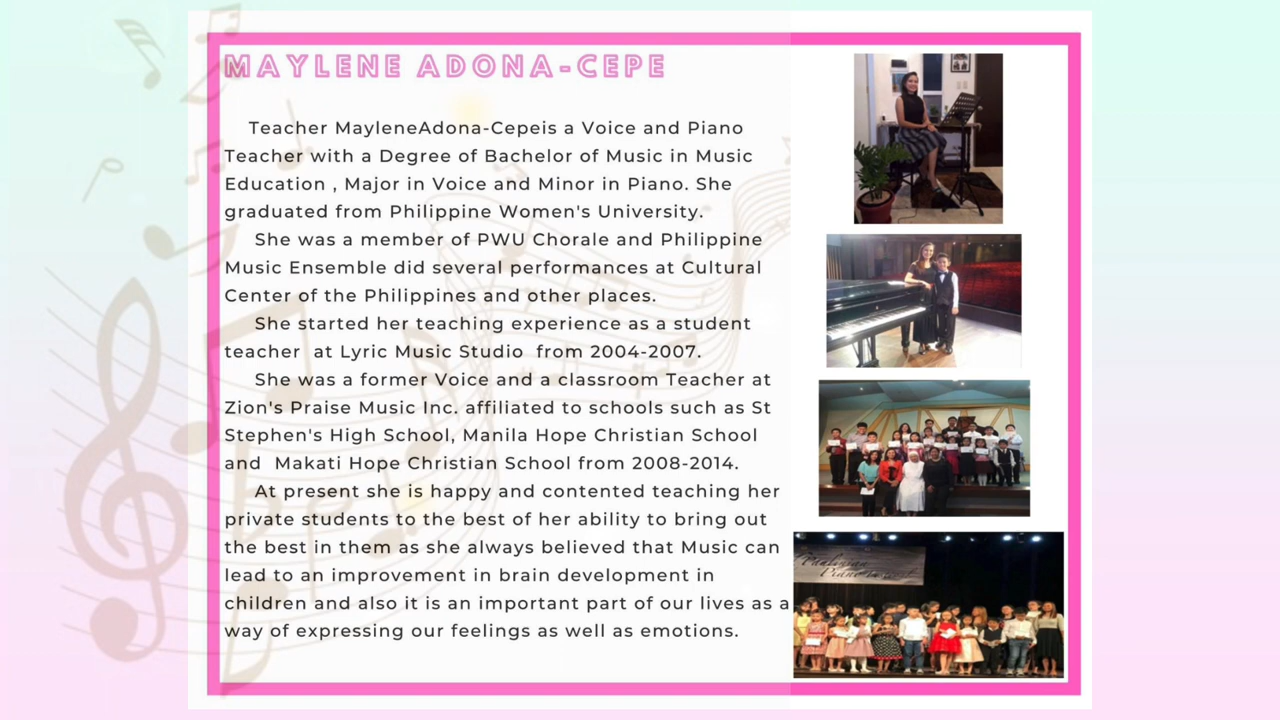 MAYLENE ADONA-CEPE
Teacher MayleneAdona-Cepeis a Voice and Piano
Teacher with a Degree of Bachelor of Music in Music
Education , Major in Voice and Minor in Piano. She
graduated from Philippine Women's University.
She was a member of PWU Chorale and Philippine
Music Ensemble did several performances at Cultural
Center of the Philippines and other places.
She started her teaching experience as a student
teacher  at Lyric Music Studio  from 2004-2007.
She was a former Voice and a classroom Teacher at
Zion's Praise Music Inc. affiliated to schools such as St
Stephen's High School, Manila Hope Christian School
and  Makati Hope Christian School from 2008-2014.
At present she is happy and contented teaching her
private students to the best of her ability to bring out
the best in them as she always believed that Music can
lead to an improvement in brain development in
children and also it is an important part of our lives as a
way of expressing our feelings as well as emotions.
Piano